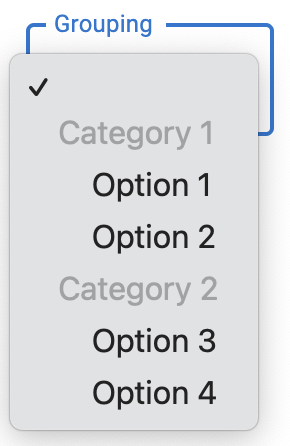 Grouping
Category 1
Option 1
Option 2
Category 2
Option 3
Option 4